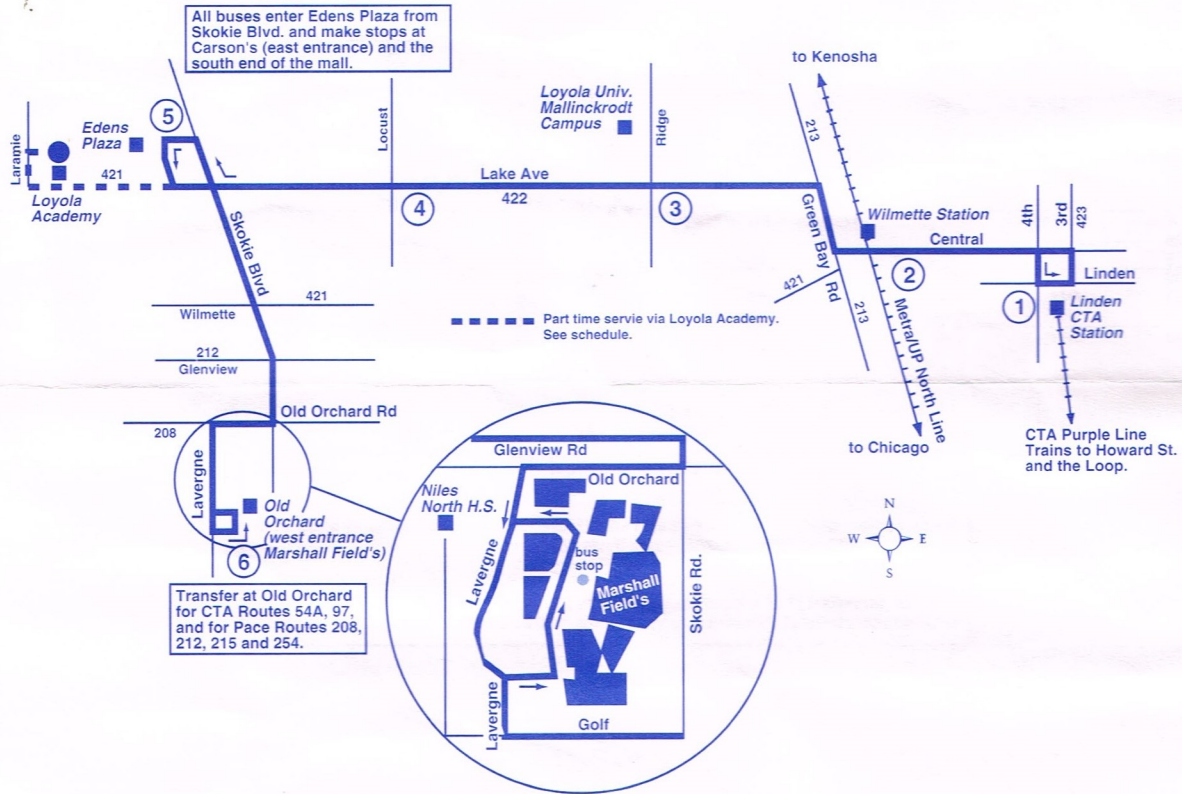 All buses enter Edens Plaza from
Skokie Blvd. and make stops at
Carson's (east entrance) and the
south end of the mall.
to Kenosha
Loyola Univ.
Mallinckrodt
Campus
Locust
Ridge
213
5
Edens
Plaza
Laramie
421
Loyola
Academy
Lake Ave
422
4
3
Green Bay
Rd
Wilmette Station
4th
3rd
423
Central
2
Linden
1
Linden
CTA
Station
Skokie Blvd
421
Wilmette
421
213
Metra/UP North Line
Part time servie via Loyola Academy.
See schedule.
212
Glenview
Old Orchard Rd
208
to Chicago
CTA Purple Line
Trains to Howard St.
and the Loop.
Lavergne
Old
Orchard
(west entrance
Marshall Field's)
6
Transfer at Old Orchard
for CTA Routes 54A, 97,
and for Pace Routes 208,
212, 215 and 254.
Glenview Rd
Old Orchard
Niles
North H.S.
Lavergne
bus
stop
Marshall
Field's
Skokie Rd.
Lavergne
Golf
N
W
E
S